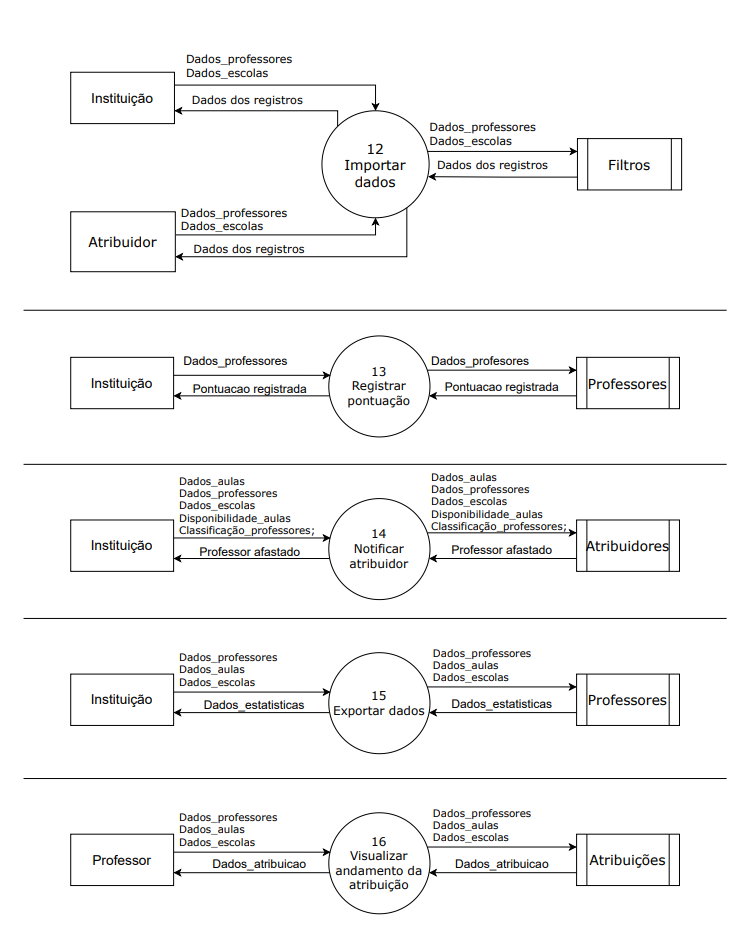 Dados_professores
Dados_escolas
Instituição
Dados dos registros
12
Importar
dados
Dados_professores
Dados_escolas
Dados dos registros
Filtros
Dados_professores
Dados_escolas
Atribuidor
Dados dos registros
Instituição
Dados_professores
Pontuacao registrada
13
Registrar
pontuação
Dados_profesores
Pontuacao registrada
Professores
Instituição
Dados_aulas
Dados_professores
Dados_escolas
Disponibilidade_aulas
Classificação_professores;
Professor afastado
14
Notificar
atribuidor
Dados_aulas
Dados_professores
Dados_escolas
Disponibilidade_aulas
Classificação_professores;
Professor afastado
Atribuidores
Instituição
Dados_professores
Dados_aulas
Dados_escolas
Dados_estatisticas
15
Exportar dados
Dados_professores
Dados_aulas
Dados_escolas
Dados_estatisticas
Professores
Professor
Dados_professores
Dados_aulas
Dados_escolas
Dados_atribuicao
16
Visualizar
andamento da
atribuição
Dados_professores
Dados_aulas
Dados_escolas
Dados_atribuicao
Atribuições